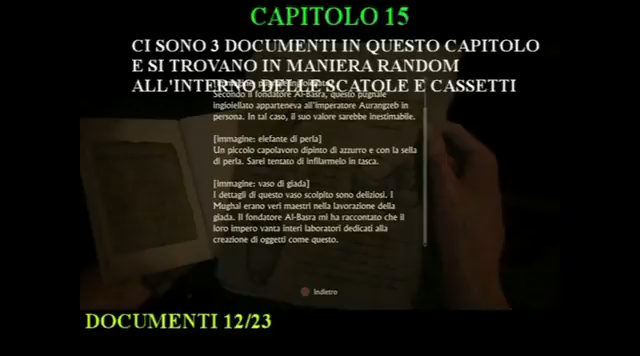 CAPITOLO 15
CI SONO 3 DOCUMENTI IN QUESTO CAPITOLO
E SI TROVANO IN MANIERA RANDOM
ALL'INTERNO DELLE SCATOLE E CASSETTI
Secondo il fondatore Al-Basra, questo pugnale
ingioiellato apparteneva all'imperatore Aurangzeb in
persona. In tal caso, il suo valore sarebbe inestimabile.
[immagine: elefante di perla]
Un piccolo capolavoro dipinto di azzurro e con la sella
di perla. Sarei tentato di infilarmelo in tasca.
[immagine: vaso di giada]
I dettagli di questo vaso scolpito sono deliziosi. I
Mughal erano veri maestri nella lavorazione della
giada. Il fondatore Al-Basra mi ha raccontato che il
loro impero vanta interi laboratori dedicati alla
creazione di oggetti come questo.
Indietro
DOCUMENTI 12/23